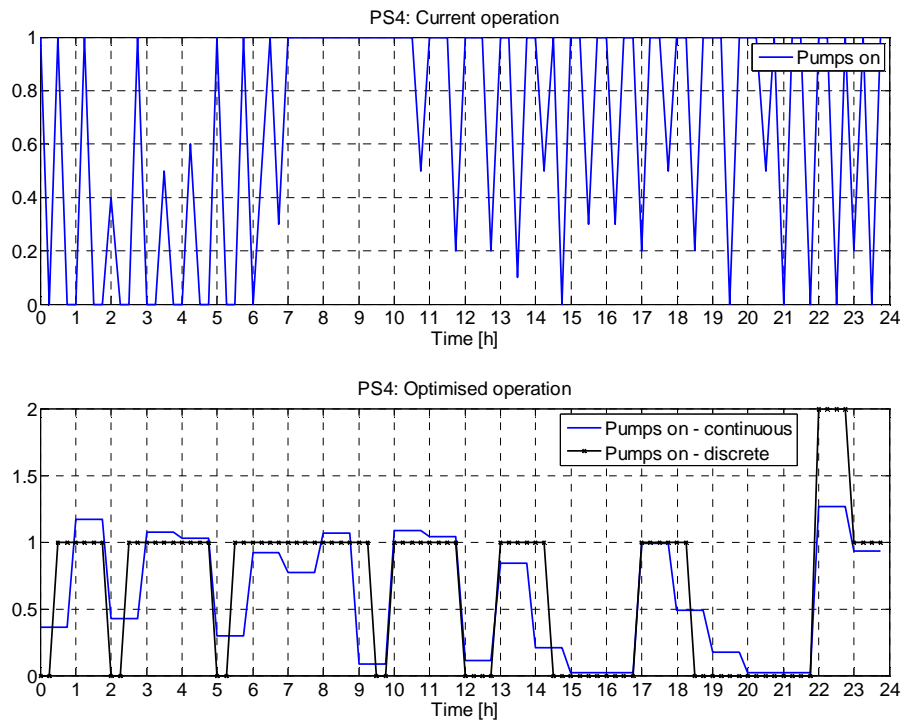 PS4: Current operation
1
0.8
0.6
0.4
0.2
0
Pumps on
0 1 2 3 4 5 6 7 8 9 10 11 12 13 14 15 16 17 18 19 20 21 22 23 24
Time [h]
PS4: Optimised operation
2
1.5
1
0.5
0
Pumps on - continuous
Pumps on - discrete
0 1 2 3 4 5 6 7 8 9 10 11 12 13 14 15 16 17 18 19 20 21 22 23 24
Time [h]